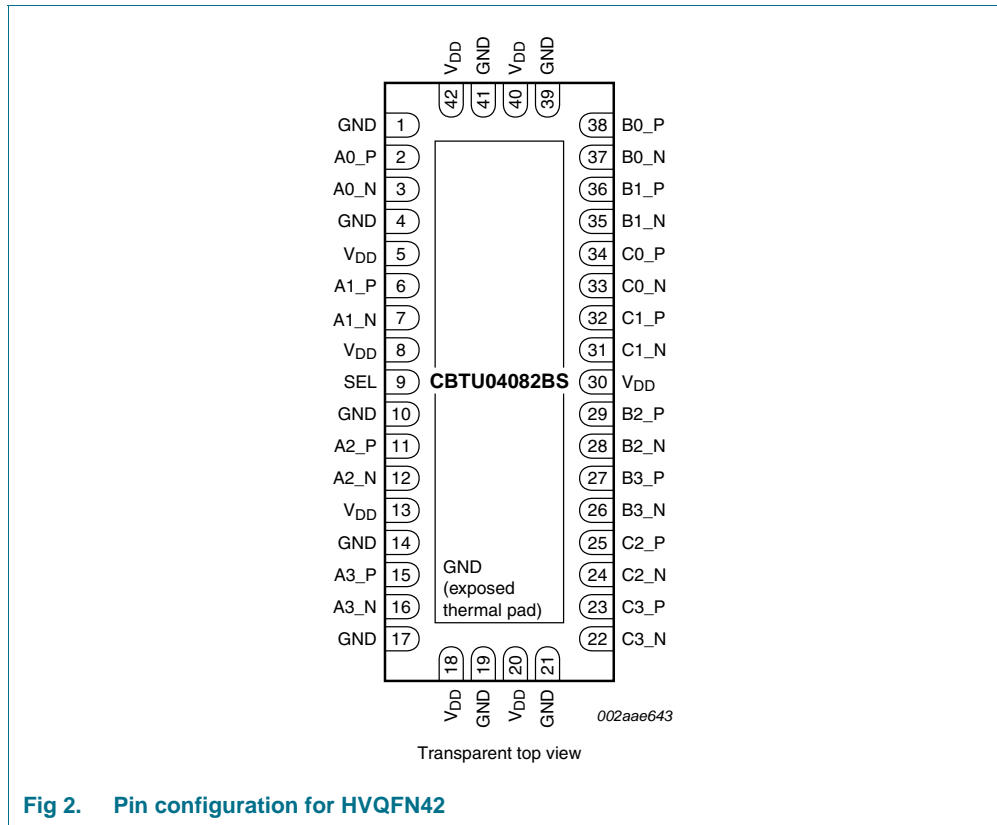 VDD GND VDD GND
42 41 40 39
GND 1 38 B0_P
A0_P 2 37 B0_N
A0_N 3 36 B1_P
GND 4 35 B1_N
VDD 5 34 C0_P
A1_P 6 33 C0_N
A1_N 7 32 C1_P
VDD 8 31 C1_N
SEL 9 CBTU04082BS 30 VDD
GND 10 29 B2_P
A2_P 11 28 B2_N
A2_N 12 27 B3_P
VDD 13 26 B3_N
GND 14 25 C2_P
GND
A3_P 15 24 C2_N
(exposed
A3_N 16 23 C3_P
thermal pad)
GND 17 22 C3_N
18 19 20 21
VDD GND VDD GND
002aae643
Transparent top view
Fig 2. Pin configuration for HVQFN42